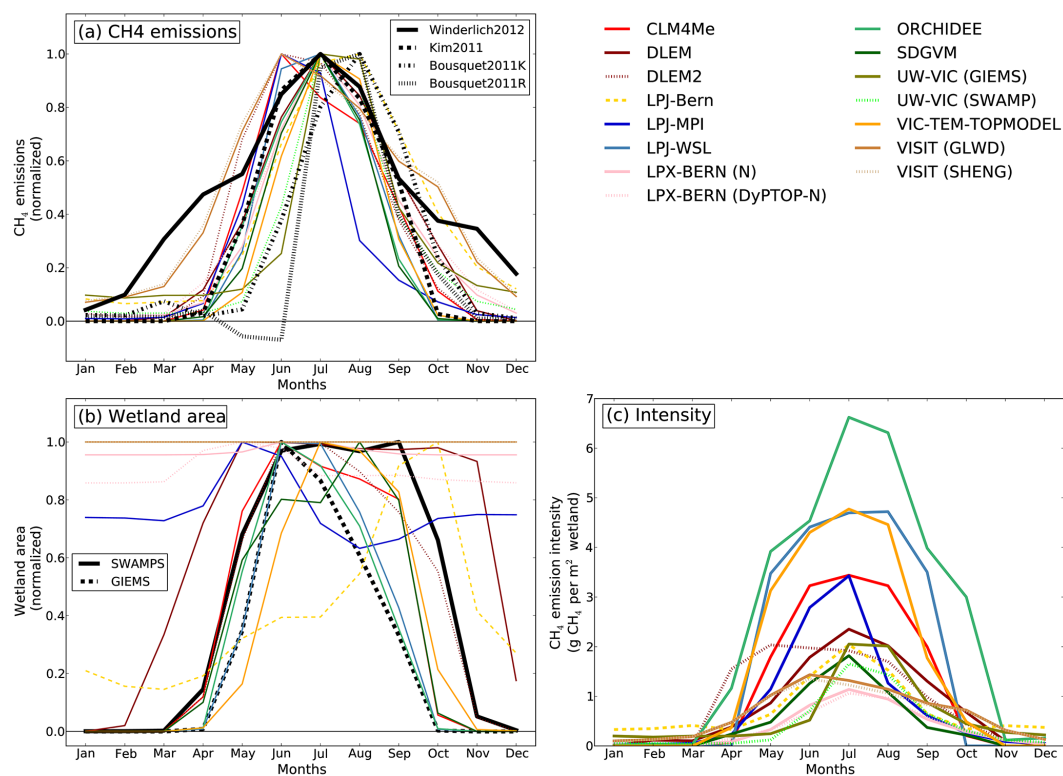 (a) CH4 emissions
Winderlich2012
Kim2011
Bousquet2011K
Bousquet2011R
CH4 emissions
(normalized)
1.0
0.8
0.6
0.4
0.2
0.0
Jan Feb Mar Apr May Jun Jul Aug Sep Oct Nov Dec
Months
CLM4Me
DLEM
DLEM2
LPJ-Bern
LPJ-MPI
LPJ-WSL
LPX-BERN (N)
LPX-BERN (DyPTOP-N)
ORCHIDEE
SDGVM
UW-VIC (GIEMS)
UW-VIC (SWAMP)
VIC-TEM-TOPMODEL
VISIT (GLWD)
VISIT (SHENG)
(b) Wetland area
SWAMPS
GIEMS
Wetland area
(normalized)
1.0
0.8
0.6
0.4
0.2
0.0
Jan Feb Mar Apr May Jun Jul Aug Sep Oct Nov Dec
Months
(c) Intensity
CH4 emission intensity
(g CH4 per m2 wetland)
7
6
5
4
3
2
1
0
Jan Feb Mar Apr May Jun Jul Aug Sep Oct Nov Dec
Months